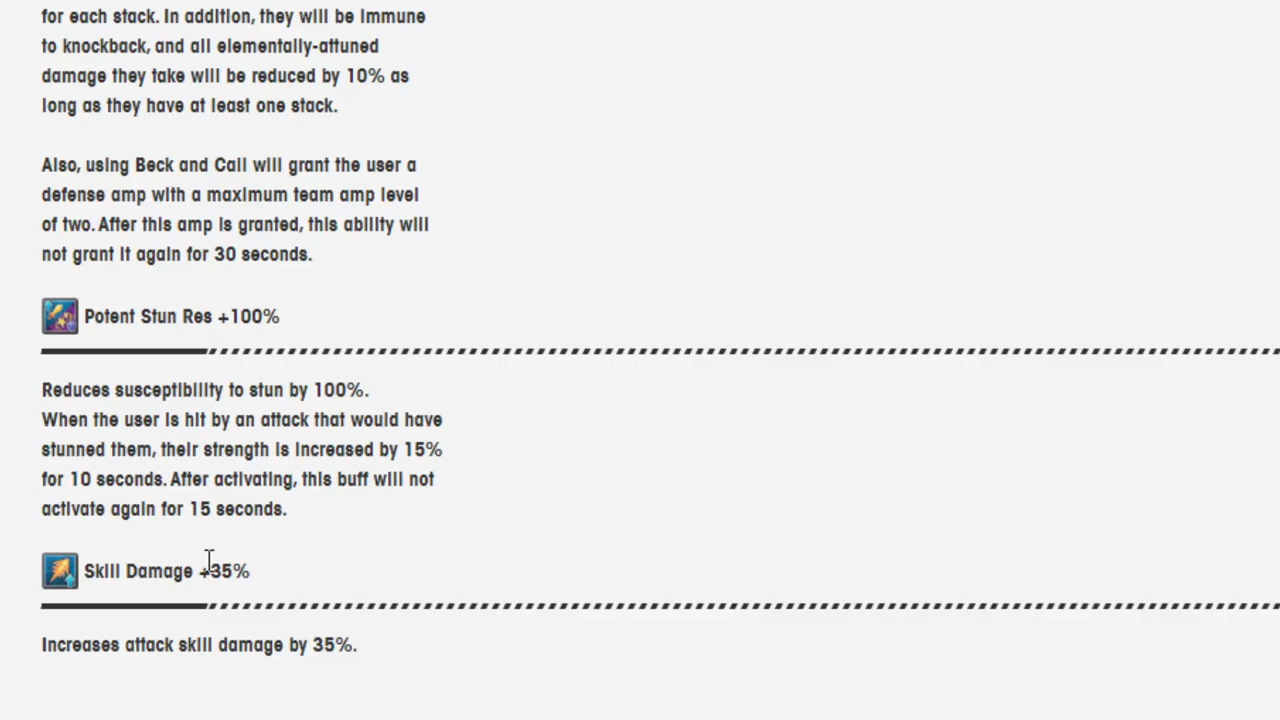 for each stack. In addition, they will be immune
to knockback, and all elementally-attuned
damage they take will be reduced by 10% as
long as they have at least one stack.
Also, using Beck and Call will grant the user a
defense amp with a maximum team amp level
of two. After this amp is granted, this ability will
not grant it again for 30 seconds.
Potent Stun Res +100%
Reduces susceptibility to stun by 100%.
When the user is hit by an attack that would have
stunned them, their strength is increased by 15%
for 10 seconds. After activating, this buff will not
activate again for 15 seconds.
Skill Damage +35%
Increases attack skill damage by 35%.